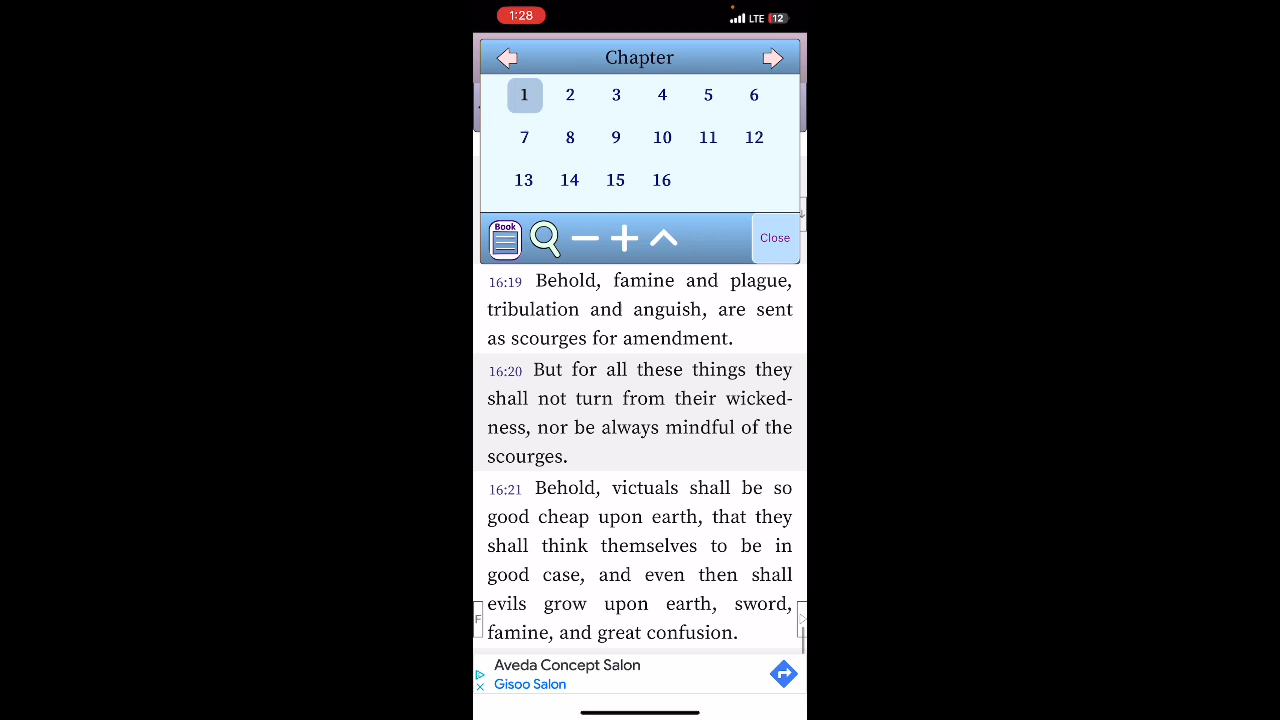 1:28 LTE 12
Chapter
1 2 3 4 5 6
7 8 9 10 11 12
13 14 15 16
Book Close
16:19 Behold, famine and plague,
tribulation and anguish, are sent
as scourges for amendment.
16:20 But for all these things they
shall not turn from their wicked-
ness, nor be always mindful of the
scourges.
16:21 Behold, victuals shall be so
good cheap upon earth, that they
shall think themselves to be in
good case, and even then shall
F evils grow upon earth, sword,
famine, and great confusion.
Aveda Concept Salon
Gisoo Salon